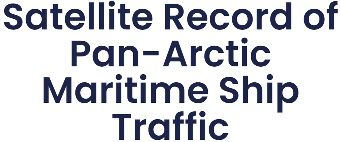 Satellite Record of
Pan-Arctic
Maritime Ship
Traffic